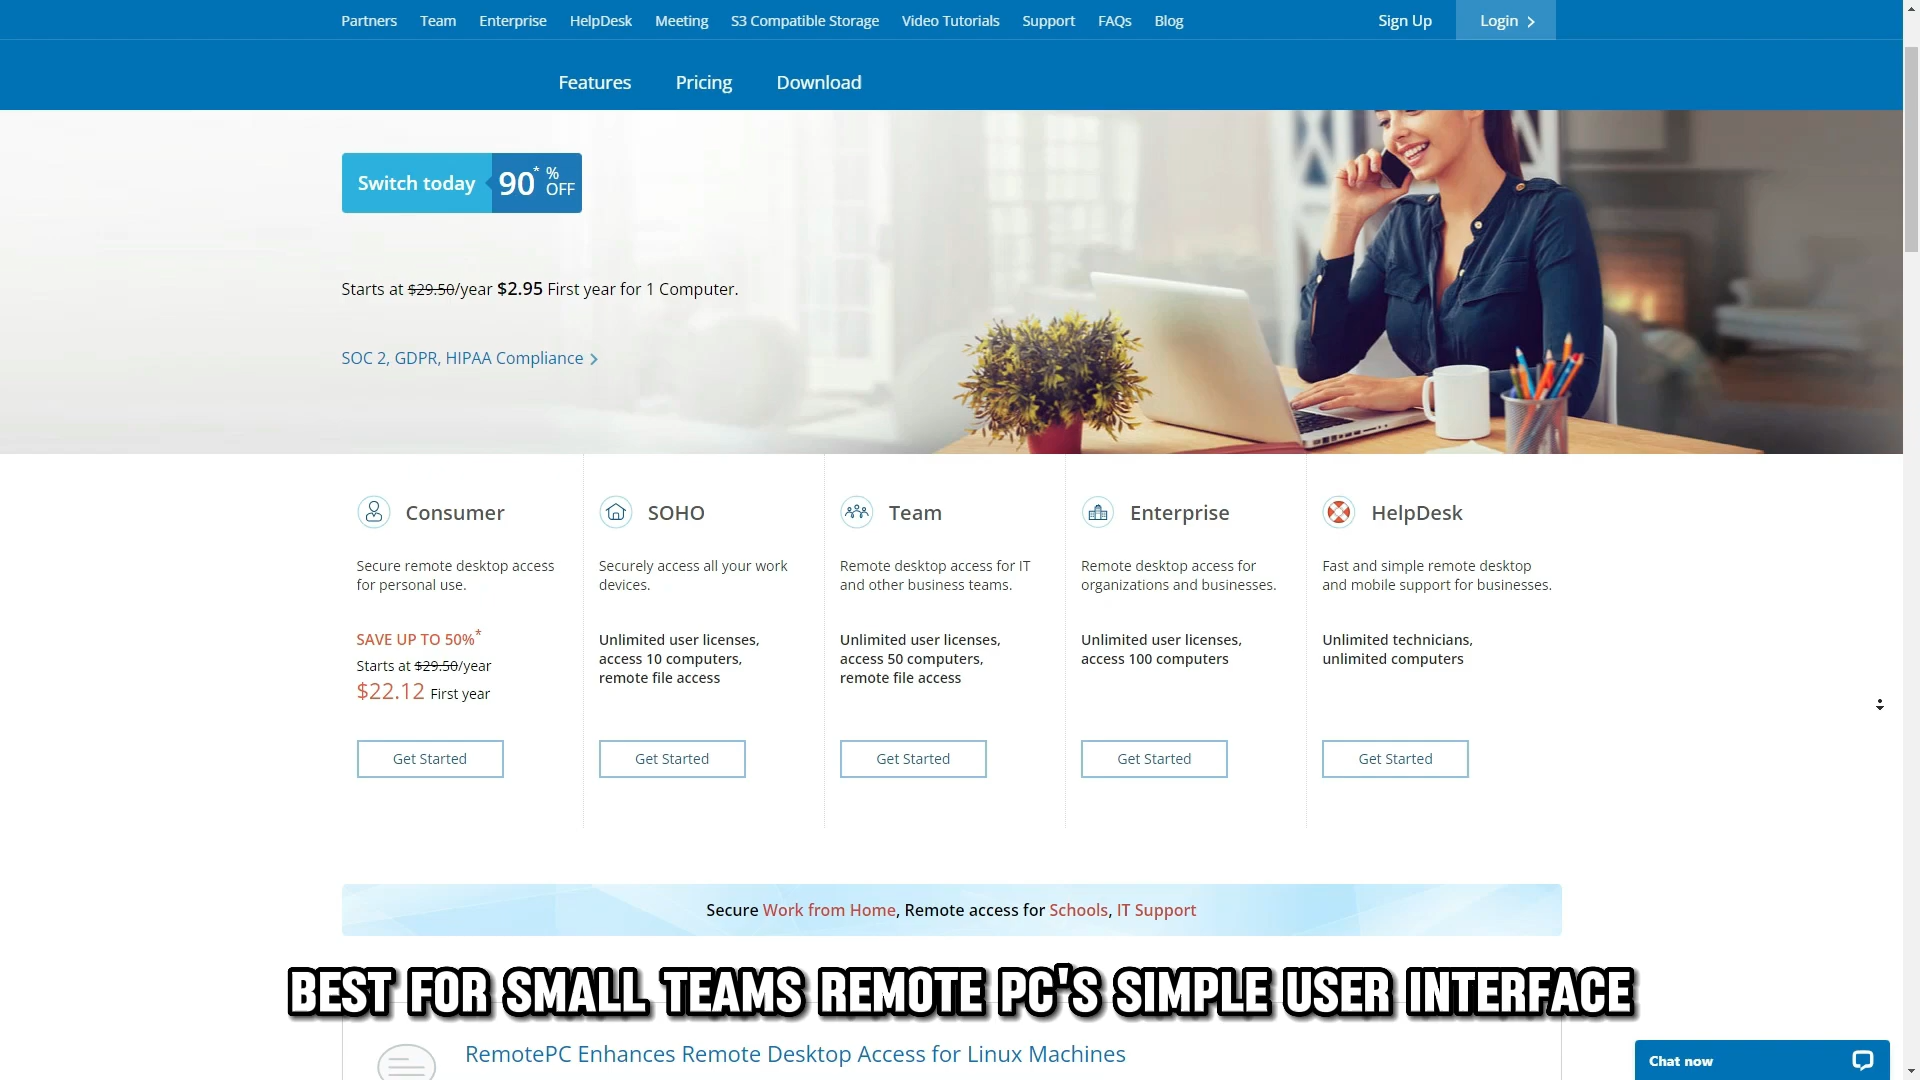 Partners Team Enterprise HelpDesk Meeting S3 Compatible Storage Video Tutorials Support FAQs Blog Sign Up Login
Features Pricing Download
Switch today 90* % OFF
Starts at $29.50/year $2.95 First year for 1 Computer.
SOC 2, GDPR, HIPAA Compliance
Consumer
Secure remote desktop access
for personal use.
SAVE UP TO 50%*
Starts at $29.50/year
$22.12 First year
Get Started
SOHO
Securely access all your work
devices.
Unlimited user licenses,
access 10 computers,
remote file access
Get Started
Team
Remote desktop access for IT
and other business teams.
Unlimited user licenses,
access 50 computers,
remote file access
Get Started
Enterprise
Remote desktop access for
organizations and businesses.
Unlimited user licenses,
access 100 computers
Get Started
HelpDesk
Fast and simple remote desktop
and mobile support for businesses.
Unlimited technicians,
unlimited computers
Get Started
Secure Work from Home, Remote access for Schools, IT Support
BEST FOR SMALL TEAMS REMOTE PC'S SIMPLE USER INTERFACE
RemotePC Enhances Remote Desktop Access for Linux Machines
Chat now